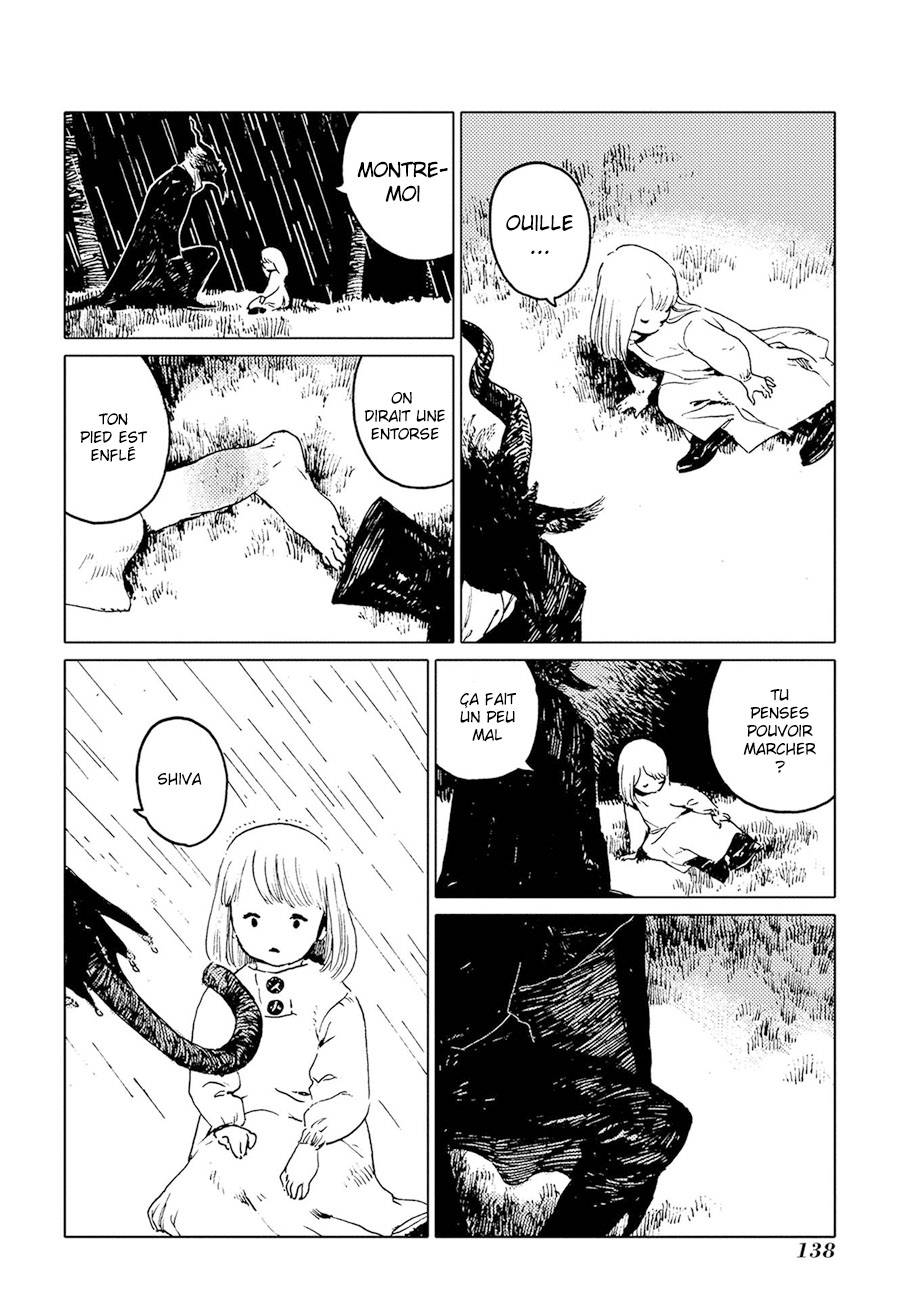 OUILLE
...
MONTRE-
MOI
ON
DIRAIT UNE
ENTORSE
TON
PIED EST
ENFLÉ
TU
PENSES
POUVOIR
MARCHER
?
ÇA FAIT
UN PEU
MAL
SHIVA
138